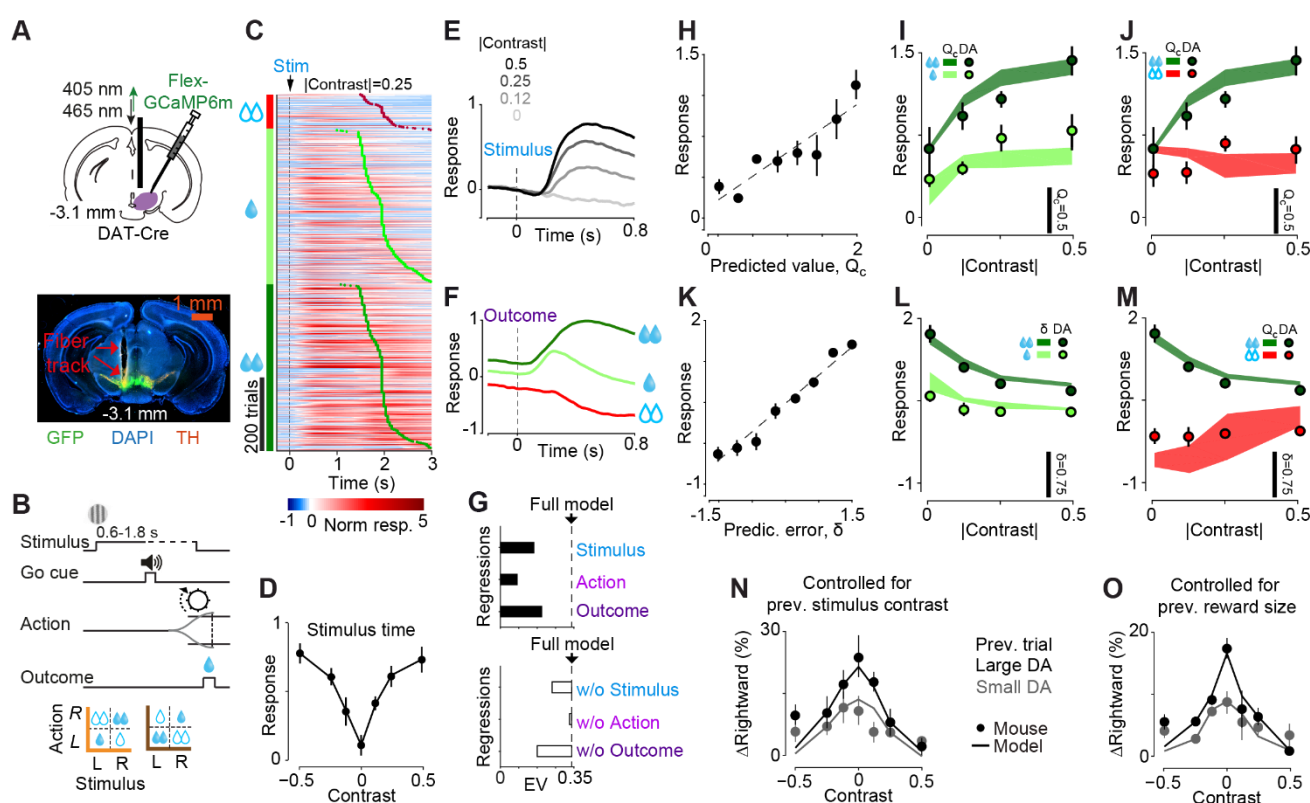 A
405 nm
465 nm
Flex-
GCaMP6m
-3.1 mm
DAT-Cre
1 mm
Fiber
track
-3.1 mm
GFP DAPI TH
B
0.6-1.8 s
Stimulus
Go cue
Action
Outcome
Action
R
L
L R L R
Stimulus
C
Stim
|Contrast|=0.25
200 trials
0 1 2 3
Time (s)
-1 0 Norm resp. 5
D
Stimulus time
Response
0.8
0
−0.5 0 0.5
Contrast
E
|Contrast|
0.5
0.25
0.12
0
Response
1
0
Stimulus
0 0.8
Time (s)
F
Outcome
Response
1
-1
0 0.8
Time (s)
G
Full model
Regressions
Stimulus
Action
Outcome
Full model
Regressions
w/o Stimulus
w/o Action
w/o Outcome
0 0.35
EV
H
Response
1.5
0
0 2
Predicted value, Qc
I
Qc DA
Response
1.5
0
Qc=0.5
0 0.5
|Contrast|
J
Qc DA
Response
1.5
0
Qc=0.5
0 0.5
|Contrast|
K
Response
2
-1
-1.5 1.5
Predic. error, δ
L
δ DA
Response
2
-1
δ=0.75
0 0.5
|Contrast|
M
Qc DA
Response
2
-1
δ=0.75
0 0.5
|Contrast|
N
Controlled for
prev. stimulus contrast
ΔRightward (%)
30
0
−0.5 0 0.5
Contrast
Prev. trial
Large DA
Small DA
Mouse
Model
O
Controlled for
prev. reward size
ΔRightward (%)
20
0
−0.5 0 0.5
Contrast